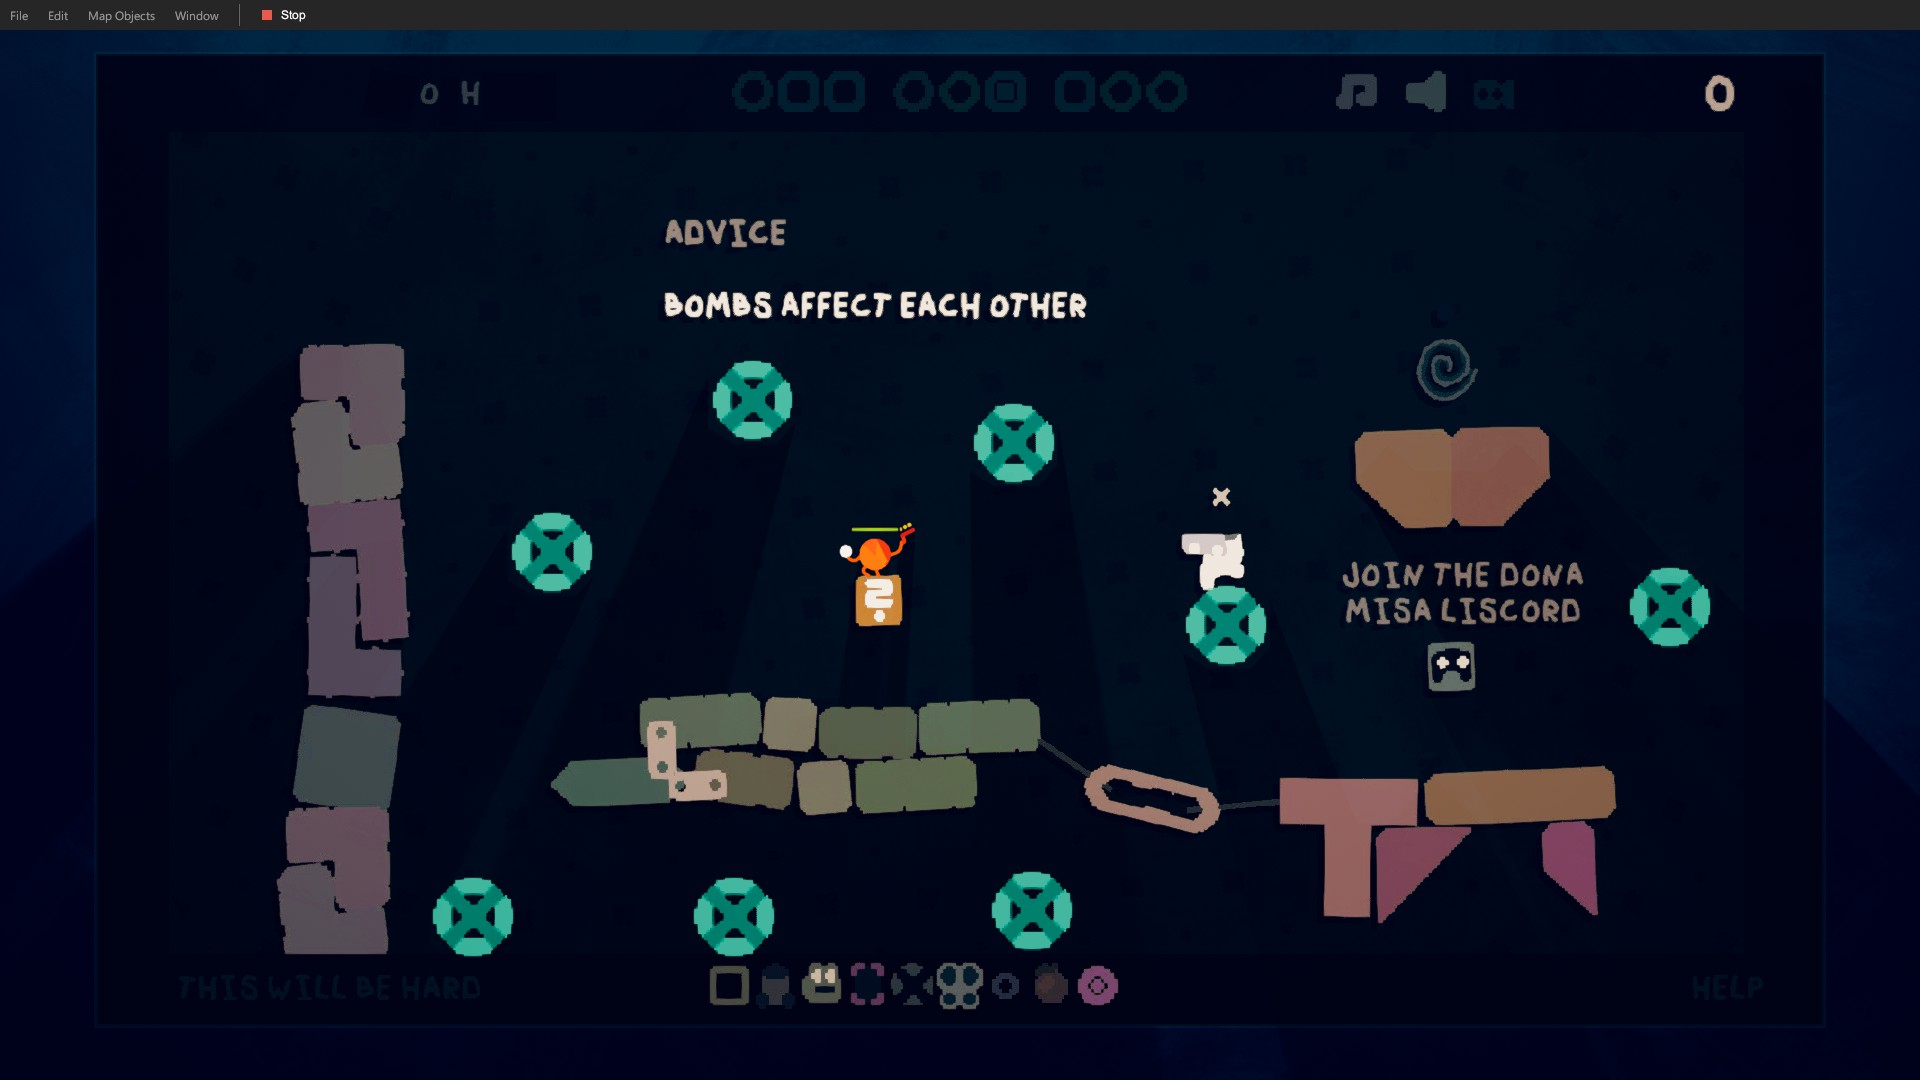 File Edit Map Objects Window Stop
O H
0
ADVICE
BOMBS AFFECT EACH OTHER
JOIN THE DONA
MISA LISCORD
THIS WILL BE HARD
HELP